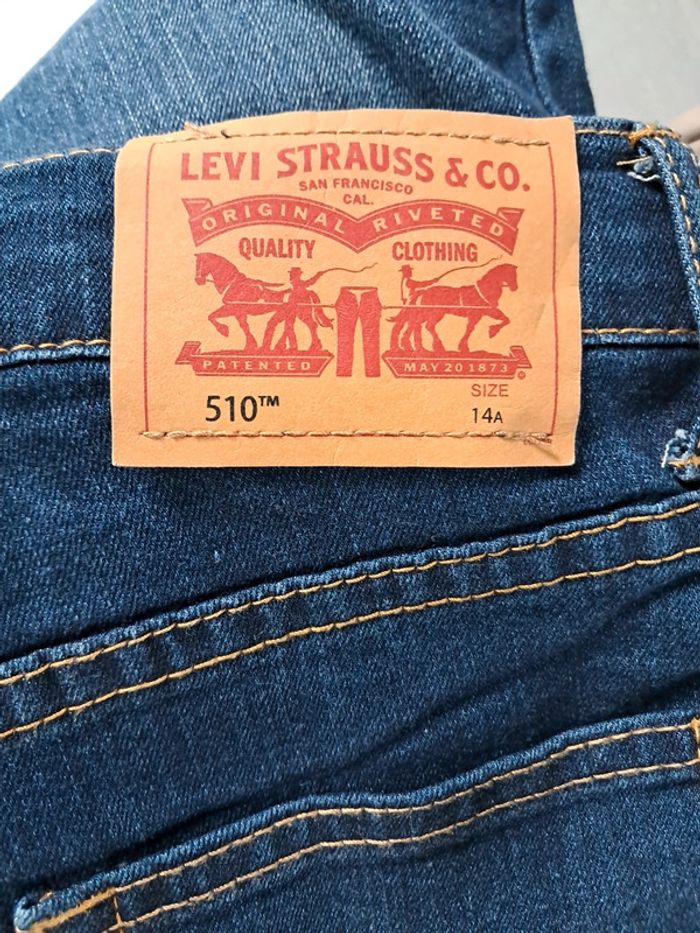 LEVI STRAUSS & CO.
SAN FRANCISCO
CAL.
ORIGINAL RIVETED
QUALITY CLOTHING
PATENTED MAY 20 1873
510™ SIZE
14A